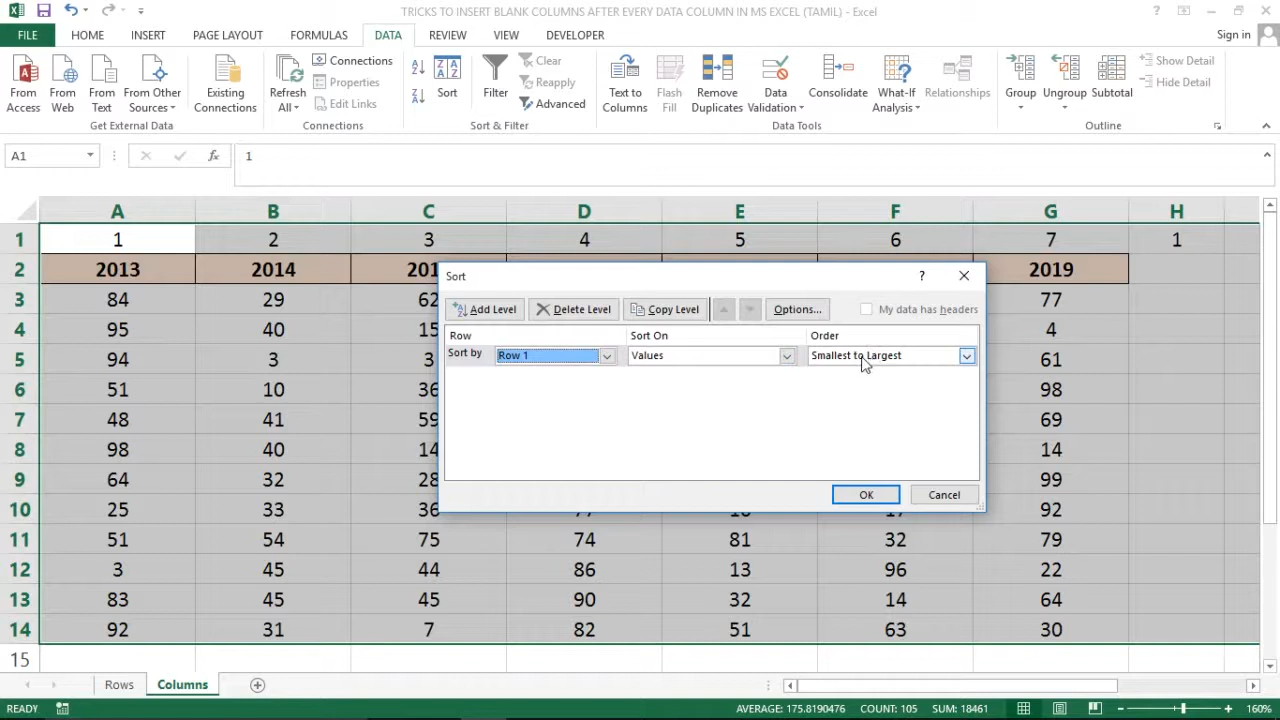 TRICKS TO INSERT BLANK COLUMNS AFTER EVERY DATA COLUMN IN MS EXCEL (TAMIL) - Excel
FILE HOME INSERT PAGE LAYOUT FORMULAS DATA REVIEW VIEW DEVELOPER Sign in
From Access
From Web
From Text
From Other Sources
Existing Connections
Get External Data
Refresh All
Connections
Properties
Edit Links
Connections
Sort
Filter
Clear
Reapply
Advanced
Sort & Filter
Text to Columns
Flash Fill
Remove Duplicates
Data Validation
Consolidate
What-If Analysis
Relationships
Data Tools
Group
Ungroup
Subtotal
Show Detail
Hide Detail
Outline
A1 fx 1
A B C D E F G H
1 1 2 3 4 5 6 7 1
2 2013 2014 201 2019
3 84 29 62 77
4 95 40 15 4
5 94 3 3 61
6 51 10 36 98
7 48 41 59 69
8 98 40 14 14
9 64 32 28 99
10 25 33 36 92
11 51 54 75 74 81 32 79
12 3 45 44 86 13 96 22
13 83 45 45 90 32 14 64
14 92 31 7 82 51 63 30
15
Sort ?
Add Level Delete Level Copy Level Options... My data has headers
Row Sort On Order
Sort by Row 1 Values Smallest to Largest
OK Cancel
Rows Columns
READY AVERAGE: 175.8190476 COUNT: 105 SUM: 18461 160%